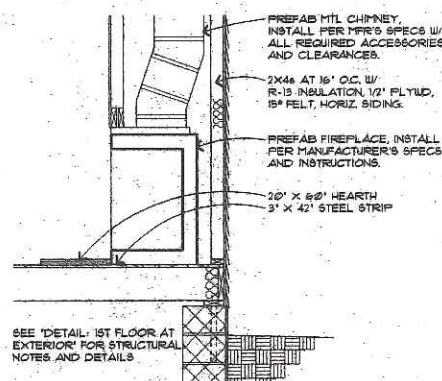 PREFAB MTL CHIMNEY,
INSTALL PER MFR'S SPECS W/
ALL REQUIRED ACCESSORIES
AND CLEARANCES.
2X4s AT 16" O.C. W/
R-13 INSULATION, 1/2" PLYWD,
15# FELT, HORIZ. SIDING.
PREFAB FIREPLACE, INSTALL
PER MANUFACTURER'S SPECS
AND INSTRUCTIONS.
20" X 60" HEARTH
3" X 42" STEEL STRIP
SEE "DETAIL: 1ST FLOOR AT
EXTERIOR" FOR STRUCTURAL
NOTES AND DETAILS